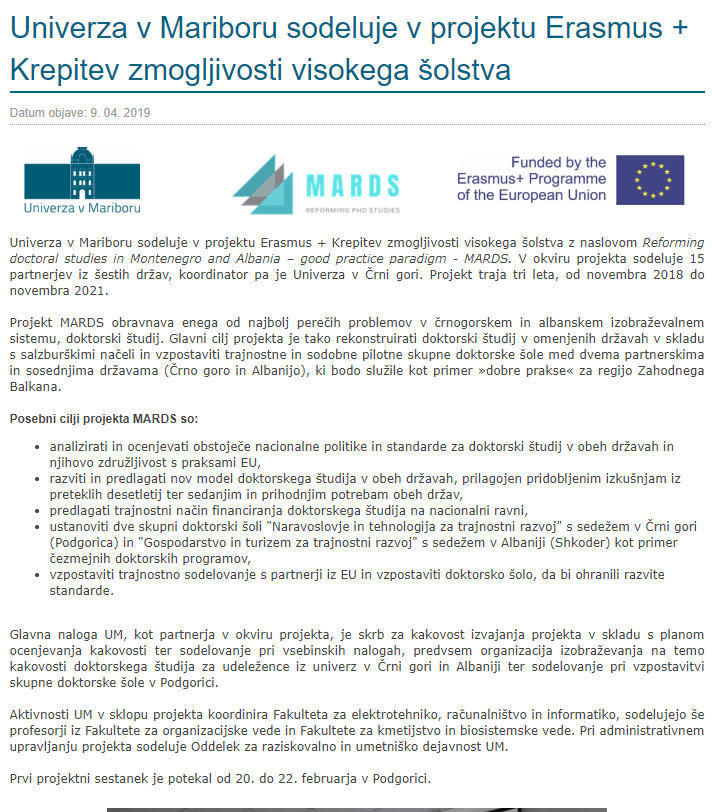 Univerza v Mariboru sodeluje v projektu Erasmus +
Krepitev zmogljivosti visokega šolstva
Datum objave: 9. 04. 2019
Univerza v Mariboru
MARDS
REFORMING PHD STUDIES
Funded by the
Erasmus+ Programme
of the European Union
Univerza v Mariboru sodeluje v projektu Erasmus + Krepitev zmogljivosti visokega šolstva z naslovom Reforming
doctoral studies in Montenegro and Albania – good practice paradigm - MARDS. V okviru projekta sodeluje 15
partnerjev iz šestih držav, koordinator pa je Univerza v Črni gori. Projekt traja tri leta, od novembra 2018 do
novembra 2021.
Projekt MARDS obravnava enega od najbolj perečih problemov v črnogorskem in albanskem izobraževalnem
sistemu, doktorski študij. Glavni cilj projekta je tako rekonstruirati doktorski študij v omenjenih državah v skladu
s salzburškimi načeli in vzpostaviti trajnostne in sodobne pilotne skupne doktorske šole med dvema partnerskima
in sosednjima državama (Črno goro in Albanijo), ki bodo služile kot primer »dobre prakse« za regijo Zahodnega
Balkana.
Posebni cilji projekta MARDS so:
• analizirati in ocenjevati obstoječe nacionalne politike in standarde za doktorski študij v obeh državah in
njihovo združljivost s praksami EU,
• razviti in predlagati nov model doktorskega študija v obeh državah, prilagojen pridobljenim izkušnjam iz
preteklih desetletij ter sedanjim in prihodnjim potrebam obeh držav,
• predlagati trajnostni način financiranja doktorskega študija na nacionalni ravni,
• ustanoviti dve skupni doktorski šoli "Naravoslovje in tehnologija za trajnostni razvoj" s sedežem v Črni gori
(Podgorica) in "Gospodarstvo in turizem za trajnostni razvoj" s sedežem v Albaniji (Shkoder) kot primer
čezmejnih doktorskih programov,
• vzpostaviti trajnostno sodelovanje s partnerji iz EU in vzpostaviti doktorsko šolo, da bi ohranili razvite
standarde.
Glavna naloga UM, kot partnerja v okviru projekta, je skrb za kakovost izvajanja projekta v skladu s planom
ocenjevanja kakovosti ter sodelovanje pri vsebinskih nalogah, predvsem organizacija izobraževanja na temo
kakovosti doktorskega študija za udeležence iz univerz v Črni gori in Albaniji ter sodelovanje pri vzpostavitvi
skupne doktorske šole v Podgorici.
Aktivnosti UM v sklopu projekta koordinira Fakulteta za elektrotehniko, računalništvo in informatiko, sodelujejo še
profesorji iz Fakultete za organizacijske vede in Fakultete za kmetijstvo in biosistemske vede. Pri administrativnem
upravljanju projekta sodeluje Oddelek za raziskovalno in umetniško dejavnost UM.
Prvi projektni sestanek je potekal od 20. do 22. februarja v Podgorici.